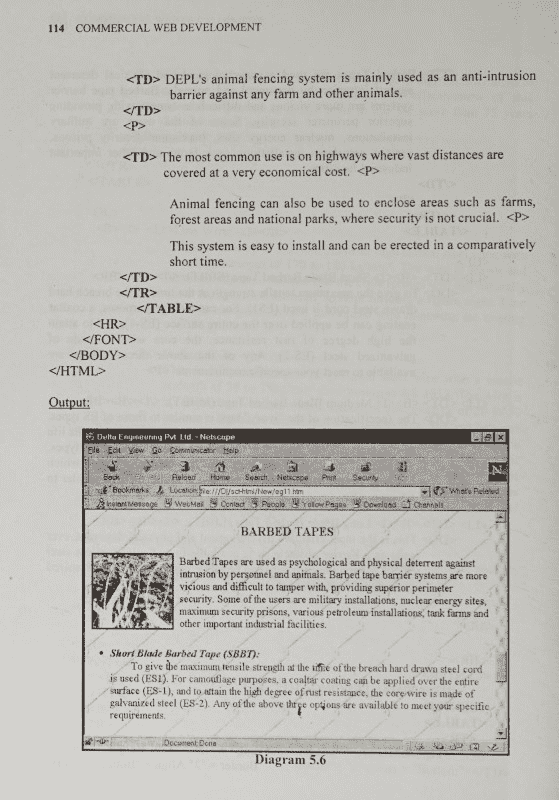 114 COMMERCIAL WEB DEVELOPMENT
<TD> DEPL's animal fencing system is mainly used as an anti-intrusion
barrier against any farm and other animals.
</TD>
<P>
<TD> The most common use is on highways where vast distances are
covered at a very economical cost. <P>
Animal fencing can also be used to enclose areas such as farms,
forest areas and national parks, where security is not crucial. <P>
This system is easy to install and can be erected in a comparatively
short time.
</TD>
</TR>
</TABLE>
<HR>
</FONT>
</BODY>
</HTML>
Output:
Delta Engineering Pvt. Ltd. - Netscape
File Edit View Go Communicator Help
Back Reload Home Search Netscape Print Security
N
Bookmarks Location: What's Related
Instant Message WebMail Contact People Yellow Pages Download Channels
BARBED TAPES
Barbed Tapes are used as psychological and physical deterrent against
intrusion by personnel and animals. Barbed tape barrier systems are more
vicious and difficult to tamper with, providing superior perimeter
security. Some of the users are military installations, nuclear energy sites,
maximum security prisons, various petroleum installations, tank farms and
other important industrial facilities.
• Short Blade Barbed Tape (SBBT):
To give the maximum tensile strength at the time of the breach hard drawn steel cord
is used (ES1). For camouflage purposes, a coaltar coating can be applied over the entire
surface (ES-1), and to attain the high degree of rust resistance, the core wire is made of
galvanized steel (ES-2). Any of the above three options are available to meet your specific
requirements.
Document: Done
Diagram 5.6